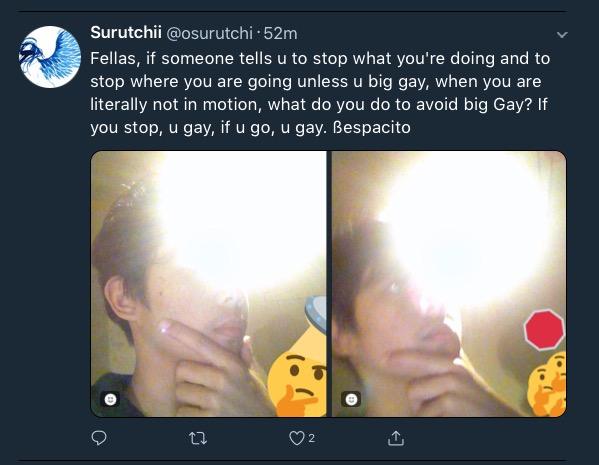 Surutchii @osurutchi · 52m
Fellas, if someone tells u to stop what you're doing and to
stop where you are going unless u big gay, when you are
literally not in motion, what do you do to avoid big Gay? If
you stop, u gay, if u go, u gay. ßespacito
2